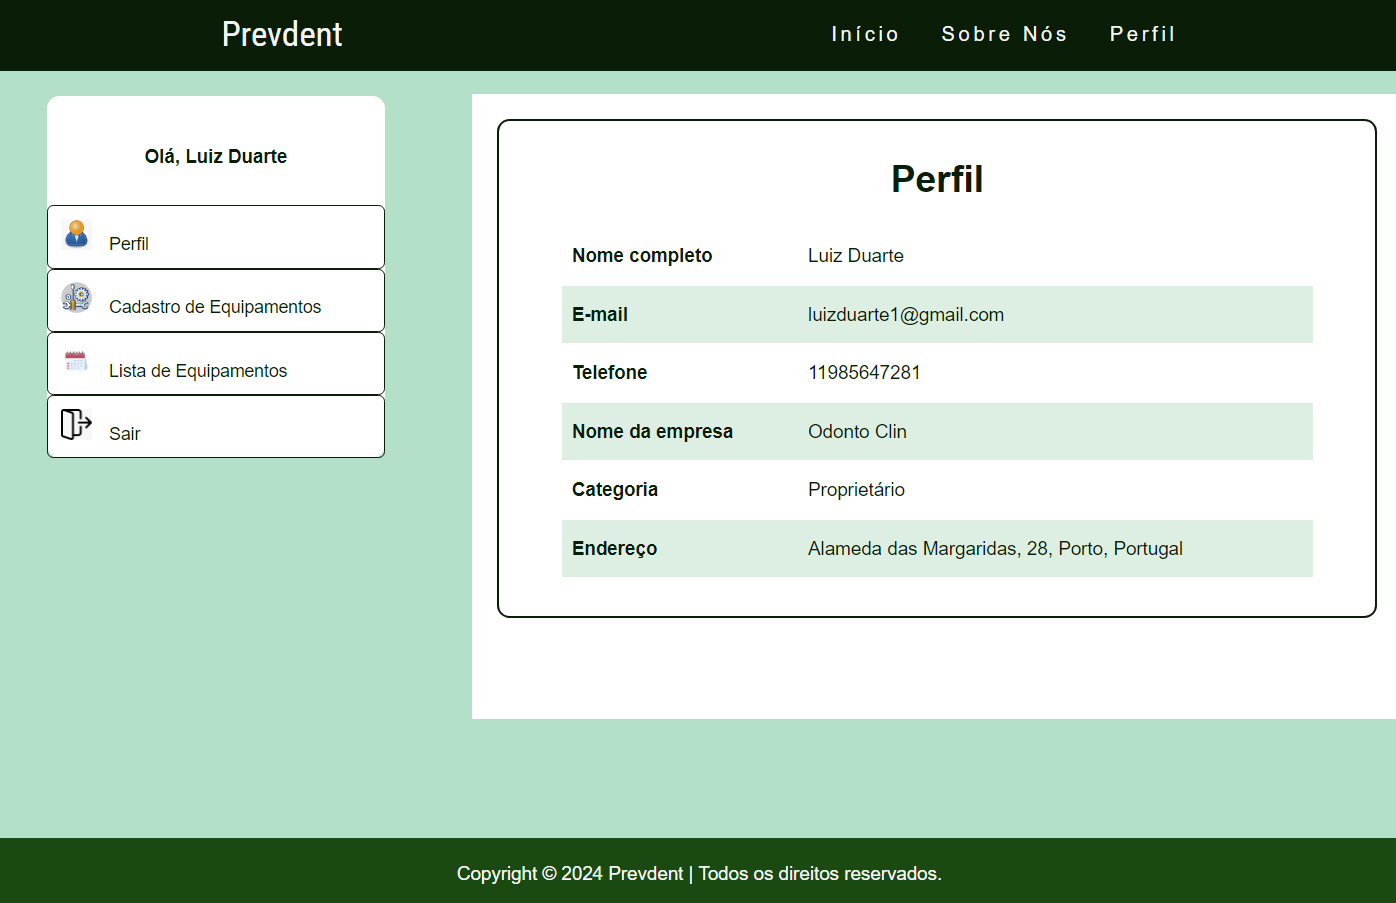 Prevdent
Início Sobre Nós Perfil
Olá, Luiz Duarte
Perfil
Cadastro de Equipamentos
Lista de Equipamentos
Sair
Perfil
Nome completo Luiz Duarte
E-mail luizduarte1@gmail.com
Telefone 11985647281
Nome da empresa Odonto Clin
Categoria Proprietário
Endereço Alameda das Margaridas, 28, Porto, Portugal
Copyright © 2024 Prevdent | Todos os direitos reservados.